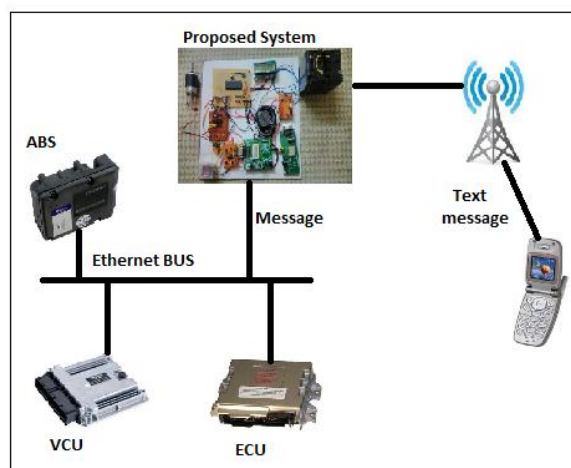 Proposed System
ABS
Text
message
Message
Ethernet BUS
VCU
ECU